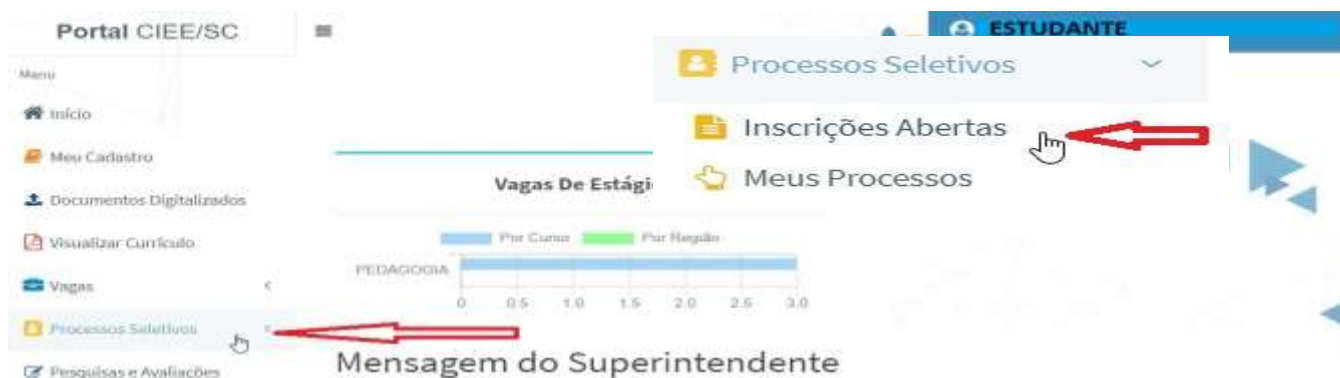 Portal CIEE/SC
ESTUDANTE
Menu
Início
Meu Cadastro
Documentos Digitalizados
Visualizar Currículo
Vagas
Processos Seletivos
Pesquisas e Avaliações
Processos Seletivos
Inscrições Abertas
Meus Processos
Vagas De Estági
Por Curso Por Região
PEDAGOGIA
0 0.5 1.0 1.5 2.0 2.5 3.0
Mensagem do Superintendente